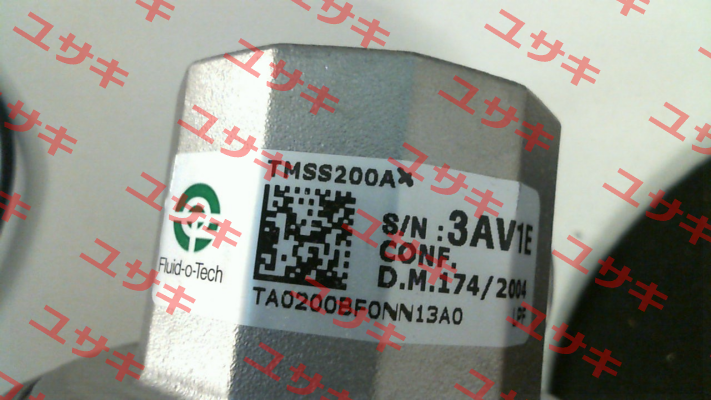 TMSS200A
S/N :3AV1E
CONF.
D.M.174/2004
Fluid-o-Tech
TA0200BF0NN13A0
ユサキ